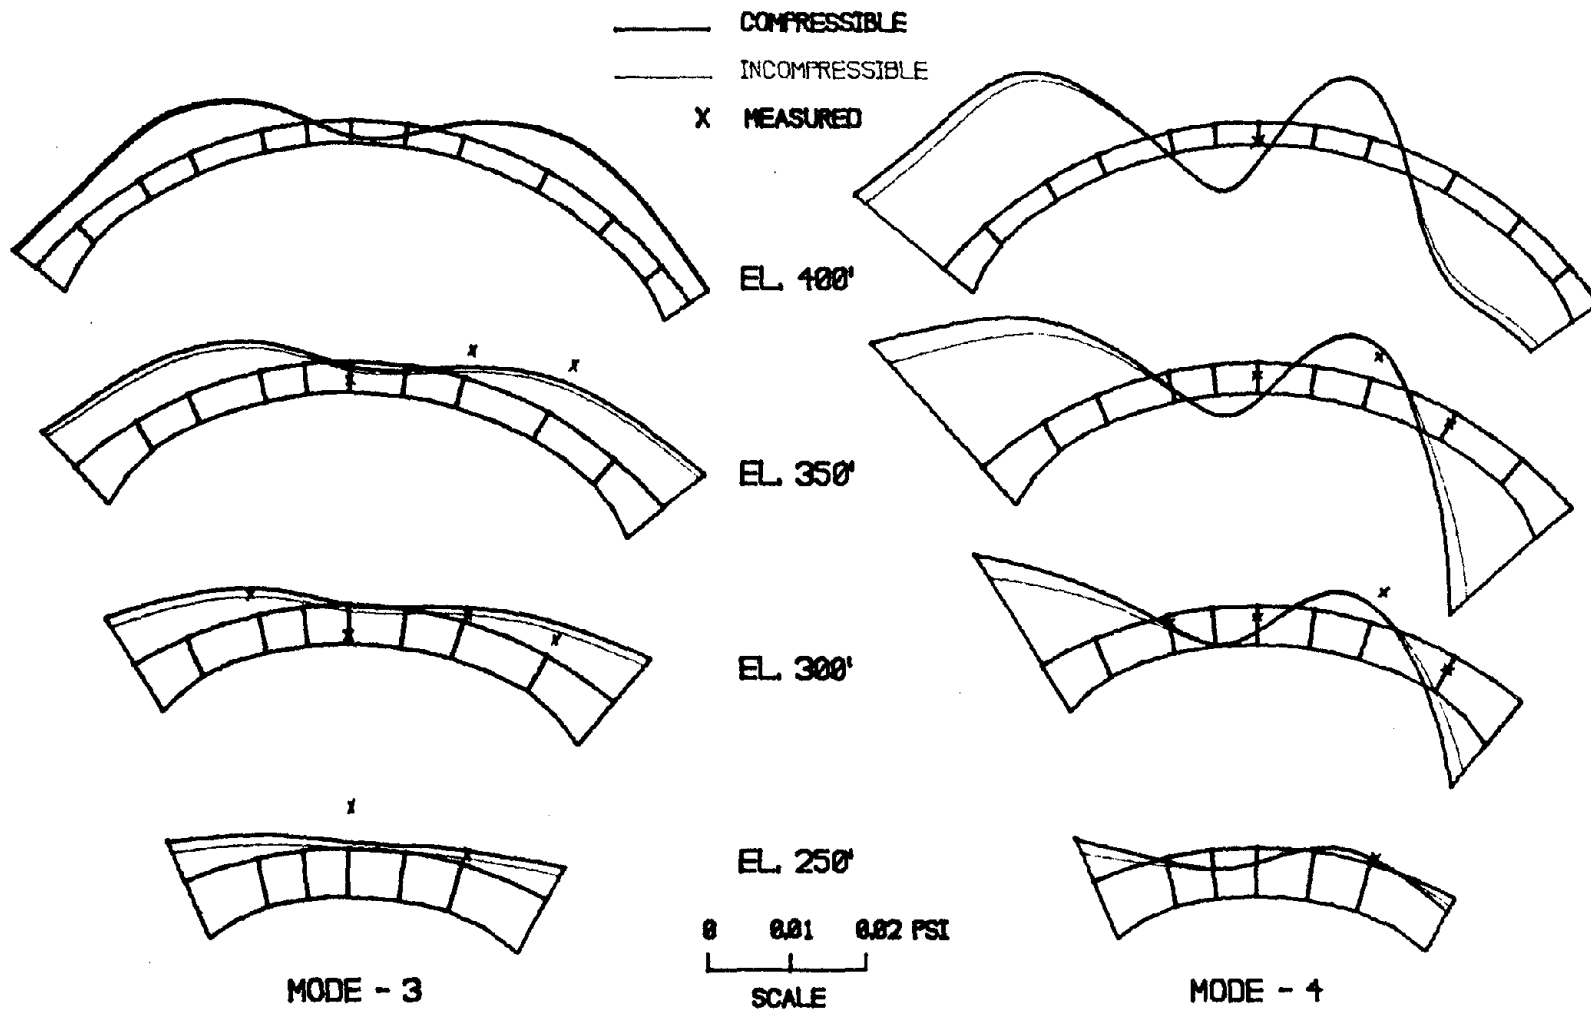 COMPRESSIBLE
INCOMPRESSIBLE
X MEASURED
EL. 400'
EL. 350'
EL. 300'
EL. 250'
0 0.01 0.02 PSI
SCALE
MODE - 3
MODE - 4